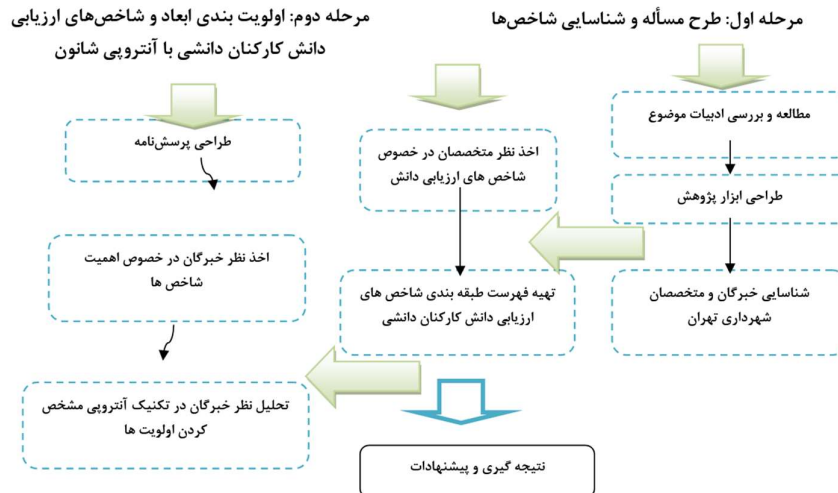 مرحله اول: طرح مسأله و شناسایی شاخص‌ها
مطالعه و بررسی ادبیات موضوع
طراحی ابزار پژوهش
شناسایی خبرگان و متخصصان
شهرداری تهران
اخذ نظر متخصصان در خصوص
شاخص های ارزیابی دانش
تهیه فهرست طبقه بندی شاخص های
ارزیابی دانش کارکنان دانشی
مرحله دوم: اولویت بندی ابعاد و شاخص‌های ارزیابی
دانش کارکنان دانشی با آنتروپی شانون
طراحی پرسش‌نامه
اخذ نظر خبرگان در خصوص اهمیت
شاخص ها
تحلیل نظر خبرگان در تکنیک آنتروپی مشخص
کردن اولویت ها
نتیجه گیری و پیشنهادات